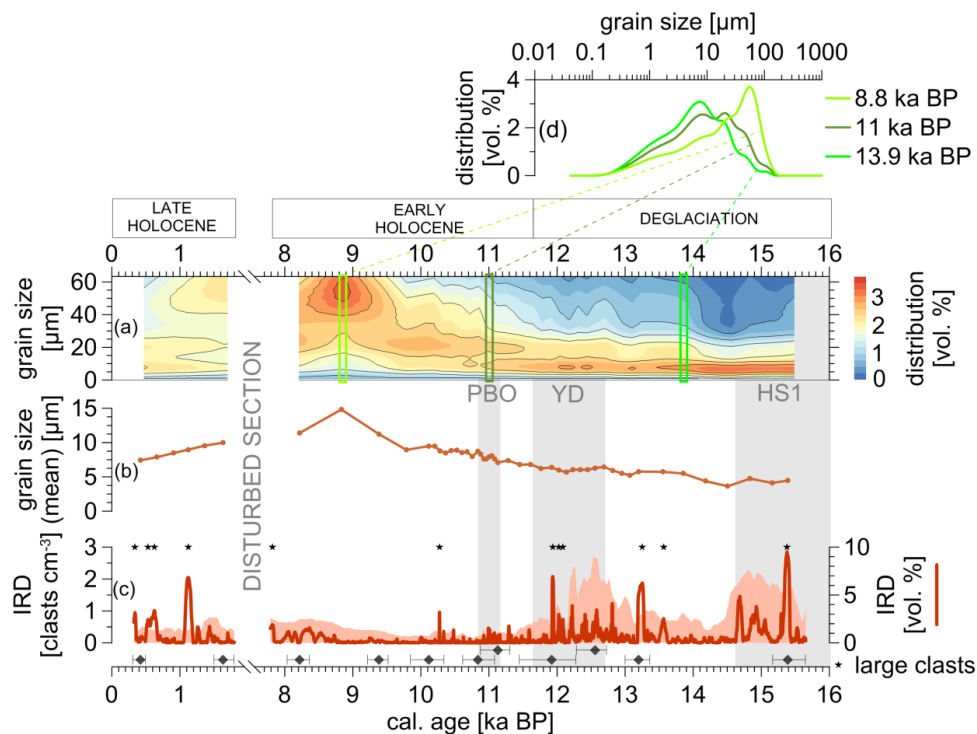 grain size [µm]
0.01 0.1 1 10 100 1000
distribution
[vol. %]
4
2
0
(d)
8.8 ka BP
11 ka BP
13.9 ka BP
LATE
HOLOCENE
EARLY
HOLOCENE
DEGLACIATION
0 1 8 9 10 11 12 13 14 15 16
grain size
[µm]
60
40
20
0
(a)
3
2
1
0
distribution
[vol. %]
DISTURBED SECTION
PBO
YD
HS1
grain size
(mean) [µm]
15
10
5
0
(b)
IRD
[clasts cm⁻³]
3
2
1
0
(c)
10
5
0
IRD
[vol. %]
★ large clasts
0 1 8 9 10 11 12 13 14 15 16
cal. age [ka BP]